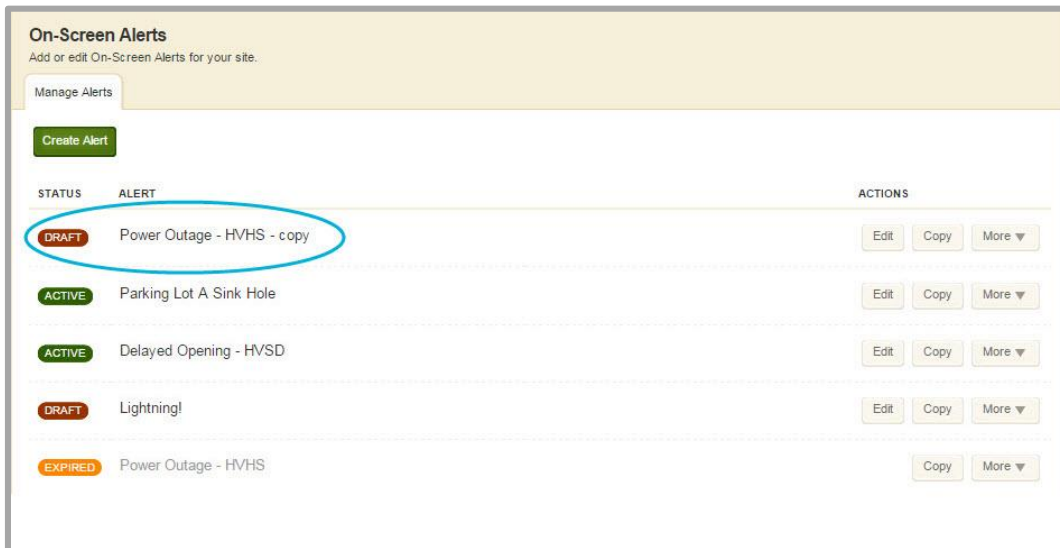 On-Screen Alerts
Add or edit On-Screen Alerts for your site.
Manage Alerts
Create Alert
STATUS ALERT ACTIONS
DRAFT Power Outage - HVHS - copy Edit Copy More
ACTIVE Parking Lot A Sink Hole Edit Copy More
ACTIVE Delayed Opening - HVSD Edit Copy More
DRAFT Lightning! Edit Copy More
EXPIRED Power Outage - HVHS Copy More